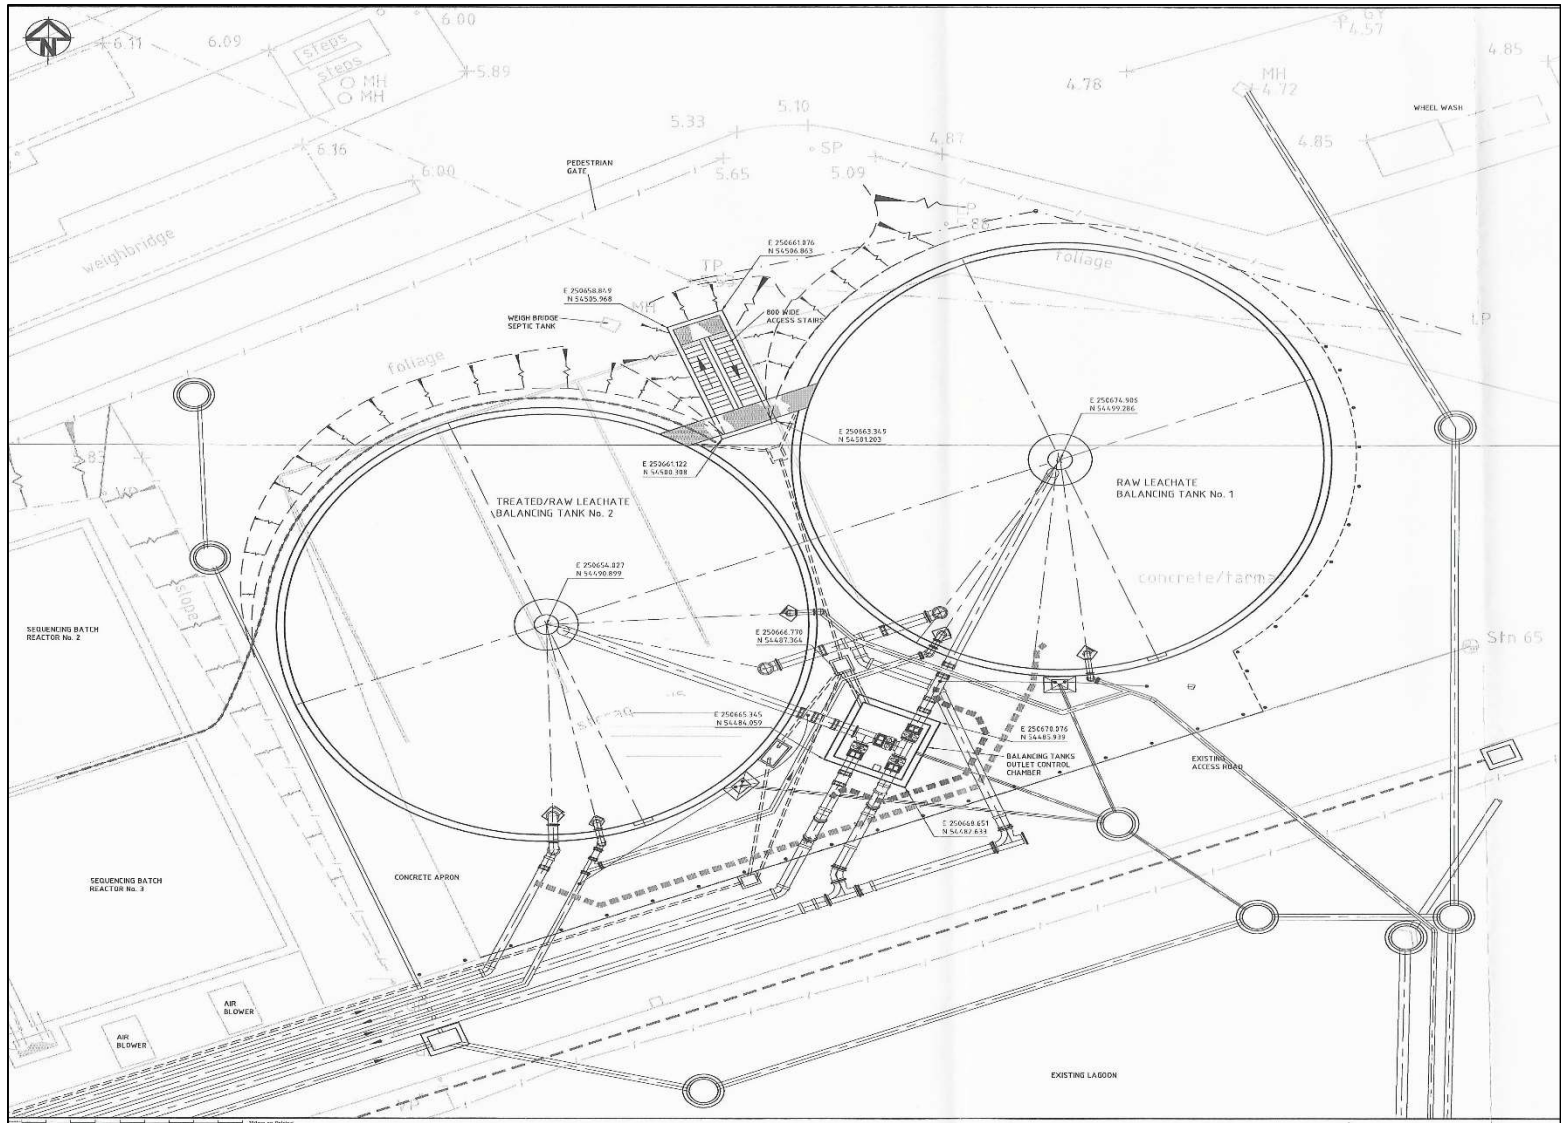 N
6.11
6.09
6.00
steps
steps
MH
MH
5.89
6.16
6.00
5.33
5.10
SP
4.87
5.65
5.09
4.78
MH
4.72
4.57
4.85
4.85
WHEEL WASH
PEDESTRIAN
GATE
weighbridge
E 250661.076
N 54506.863
LP
TP
foliage
E 250658.849
N 54505.968
MH
WEIGH BRIDGE
SEPTIC TANK
800 WIDE
ACCESS STAIRS
LP
foliage
E 250674.905
N 54499.286
E 250663.349
N 54501.203
E 250661.122
N 54500.308
TREATED/RAW LEACHATE
BALANCING TANK No. 2
RAW LEACHATE
BALANCING TANK No. 1
E 250654.027
N 54490.899
concrete/tarmac
slope
SEQUENCING BATCH
REACTOR No. 2
E 250666.770
N 54487.364
Stn 65
E 250665.345
N 54484.059
E 250670.076
N 54485.939
BALANCING TANKS
OUTLET CONTROL
CHAMBER
EXISTING
ACCESS ROAD
E 250668.651
N 54482.633
SEQUENCING BATCH
REACTOR No. 3
CONCRETE APRON
AIR
BLOWER
AIR
BLOWER
EXISTING LAGOON